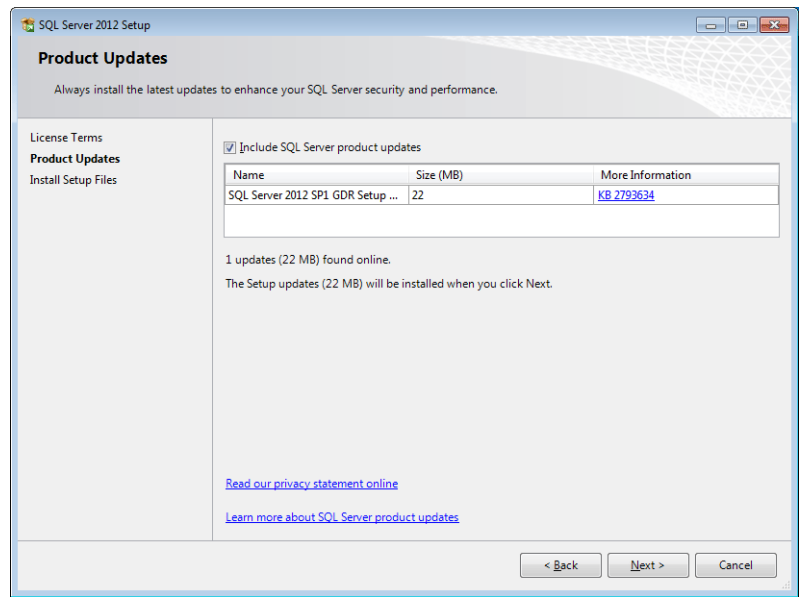 SQL Server 2012 Setup
Product Updates
Always install the latest updates to enhance your SQL Server security and performance.
License Terms
Product Updates
Install Setup Files
Include SQL Server product updates
Name Size (MB) More Information
SQL Server 2012 SP1 GDR Setup ... 22 KB 2793634
1 updates (22 MB) found online.
The Setup updates (22 MB) will be installed when you click Next.
Read our privacy statement online
Learn more about SQL Server product updates
< Back Next > Cancel